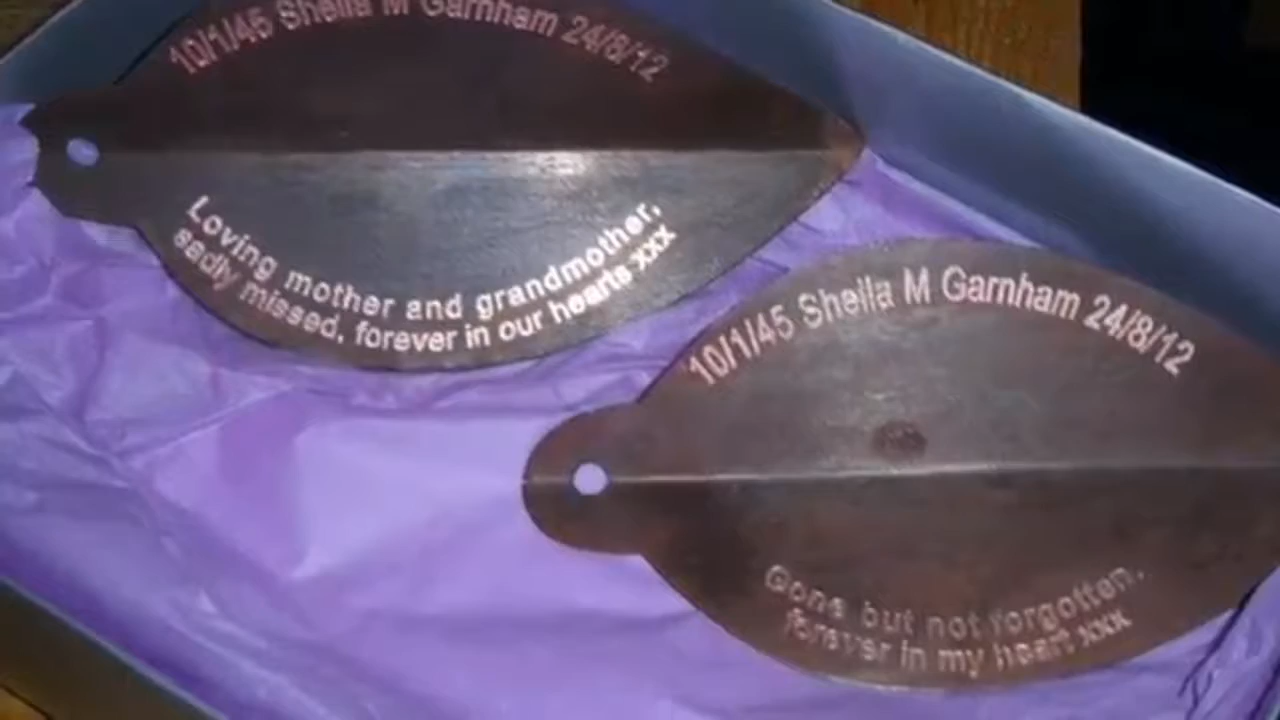 10/1/45 Sheila M Garnham 24/8/12
Loving mother and grandmother,
sadly missed, forever in our hearts xxx
10/1/45 Sheila M Garnham 24/8/12
Gone but not forgotten,
forever in my heart xxx